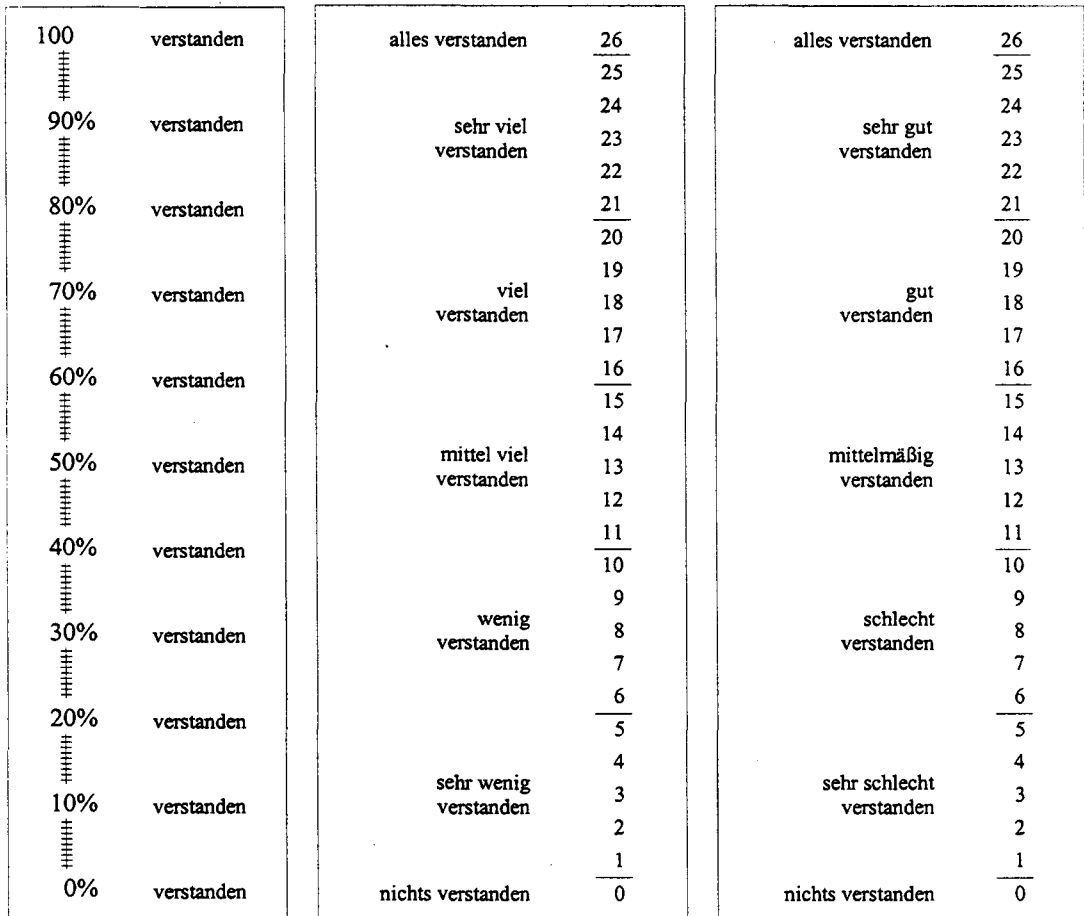 100 verstanden
90% verstanden
80% verstanden
70% verstanden
60% verstanden
50% verstanden
40% verstanden
30% verstanden
20% verstanden
10% verstanden
0% verstanden
alles verstanden 26
25
24
sehr viel
verstanden
23
22
21
20
19
viel
verstanden
18
17
16
15
14
mittel viel
verstanden
13
12
11
10
9
wenig
verstanden
8
7
6
5
4
sehr wenig
verstanden
3
2
1
nichts verstanden 0
alles verstanden 26
25
24
sehr gut
verstanden
23
22
21
20
19
gut
verstanden
18
17
16
15
14
mittelmäßig
verstanden
13
12
11
10
9
schlecht
verstanden
8
7
6
5
4
sehr schlecht
verstanden
3
2
1
nichts verstanden 0